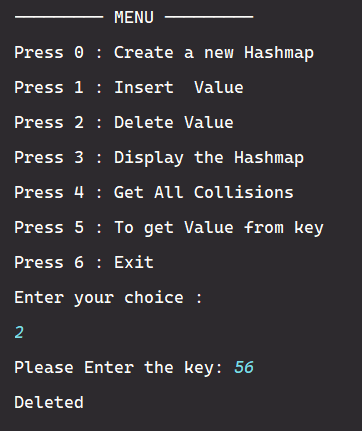 ───────── MENU ─────────
Press 0 : Create a new Hashmap
Press 1 : Insert  Value
Press 2 : Delete Value
Press 3 : Display the Hashmap
Press 4 : Get All Collisions
Press 5 : To get Value from key
Press 6 : Exit
Enter your choice :
2
Please Enter the key: 56
Deleted